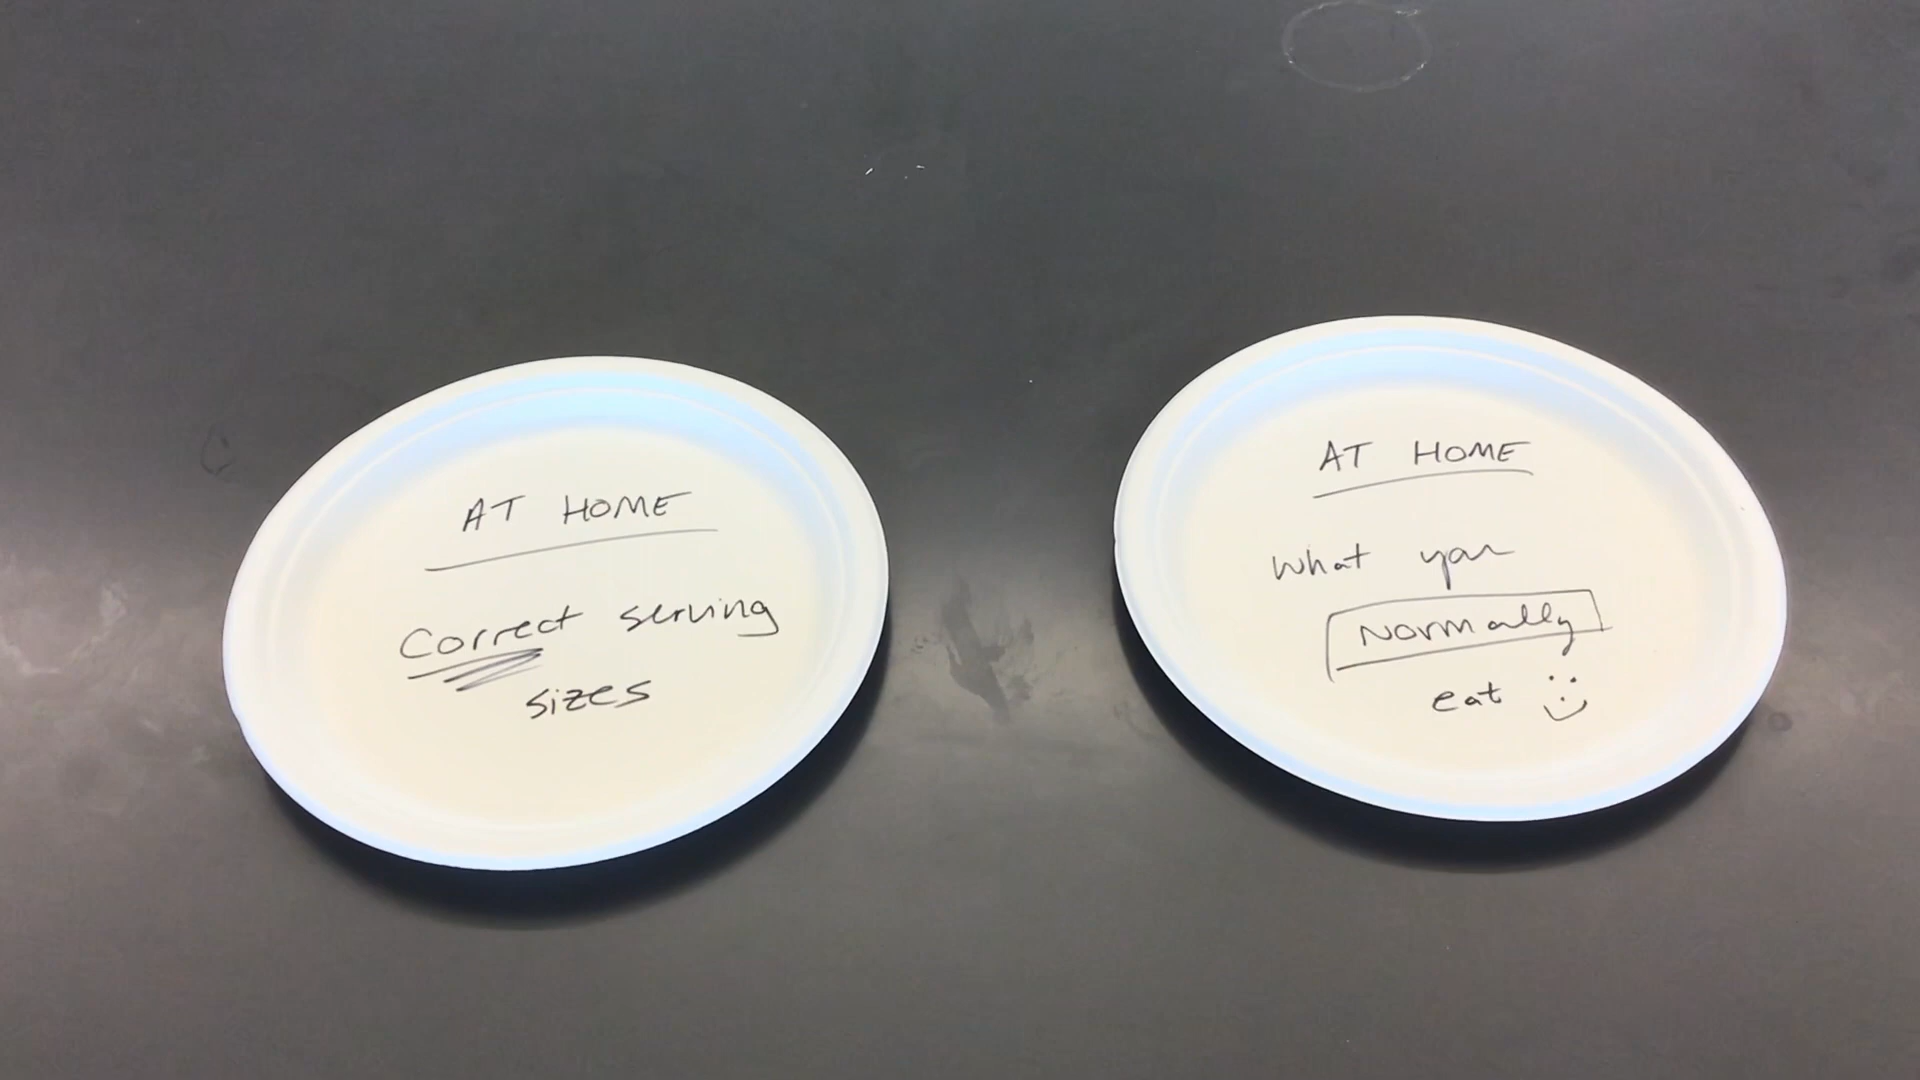 AT HOME
Correct serving
sizes
AT HOME
What you
Normally
eat